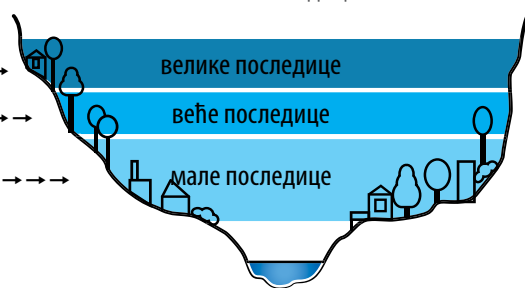 велике последице
веће последице
мале последице